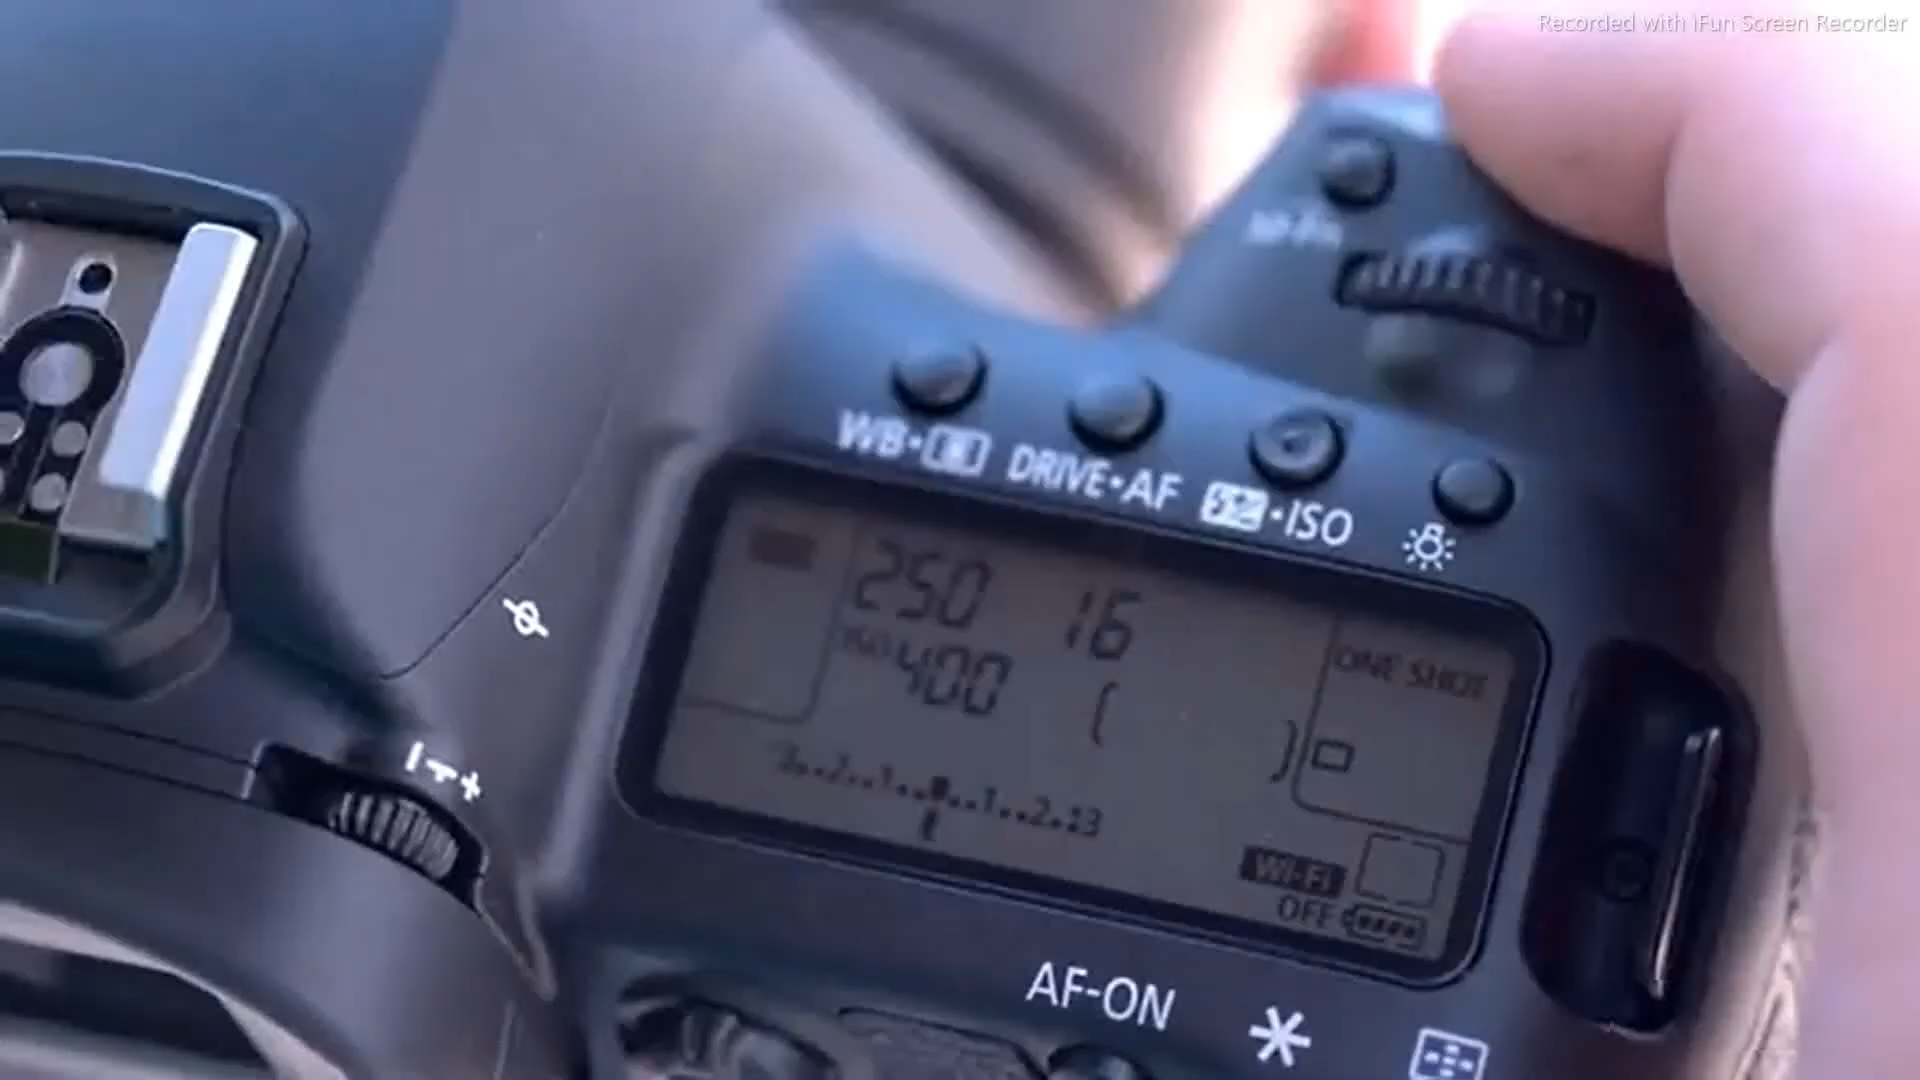 Recorded with iFun Screen Recorder
M-Fn
WB• DRIVE•AF •ISO
250 16
ISO 400 ( )
ONE SHOT
3..2..1..0..1..2.:3
Wi-Fi
OFF
AF-ON